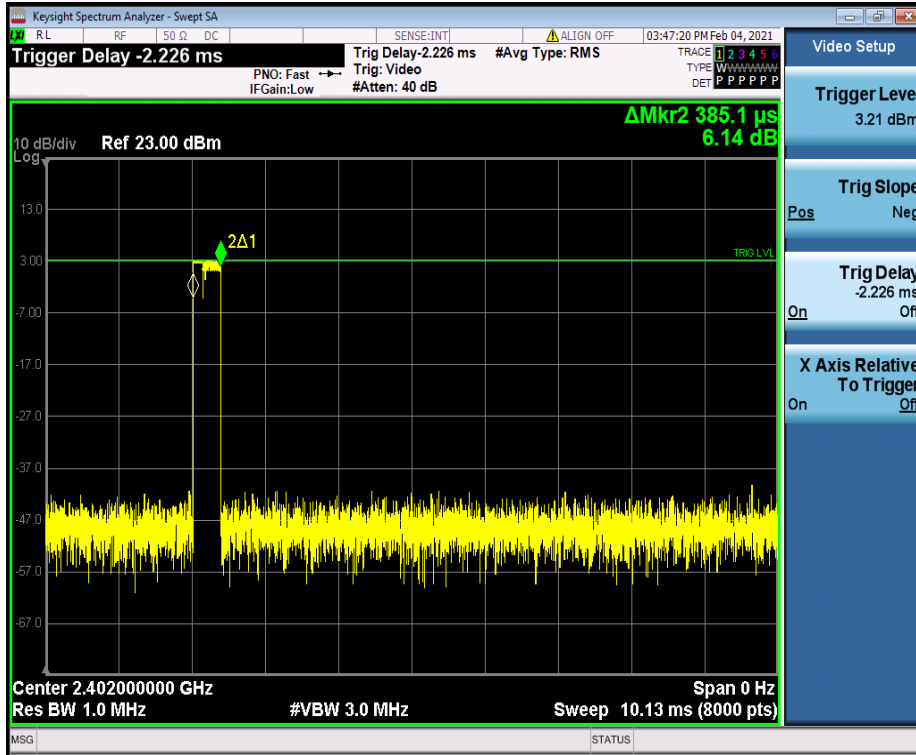 Keysight Spectrum Analyzer - Swept SA
LXI RL RF 50 Ω DC SENSE:INT ALIGN OFF 03:47:20 PM Feb 04, 2021
Trigger Delay -2.226 ms
PNO: Fast
IFGain:Low
Trig Delay-2.226 ms
Trig: Video
#Atten: 40 dB
#Avg Type: RMS
TRACE 1 2 3 4 5 6
TYPE WWWWWW
DET P P P P P P
ΔMkr2 385.1 µs
6.14 dB
10 dB/div Ref 23.00 dBm
Log
13.0
2Δ1
3.00
TRIG LVL
-7.00
-17.0
-27.0
-37.0
-47.0
-57.0
-67.0
Center 2.402000000 GHz Span 0 Hz
Res BW 1.0 MHz #VBW 3.0 MHz Sweep 10.13 ms (8000 pts)
MSG STATUS
Video Setup
Trigger Level
3.21 dBm
Trig Slope
Pos Neg
Trig Delay
-2.226 ms
On Off
X Axis Relative
To Trigger
On Off